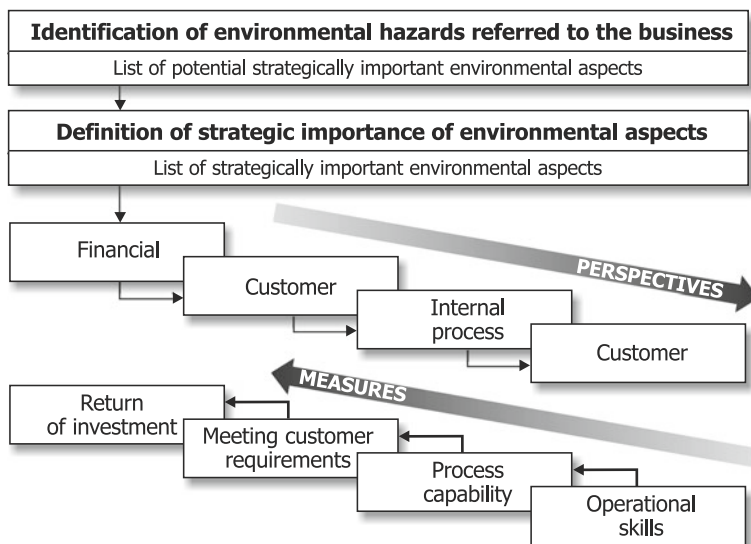 Identification of environmental hazards referred to the business
List of potential strategically important environmental aspects
Definition of strategic importance of environmental aspects
List of strategically important environmental aspects
Financial
Customer
Internal
process
Customer
PERSPECTIVES
MEASURES
Return
of investment
Meeting customer
requirements
Process
capability
Operational
skills